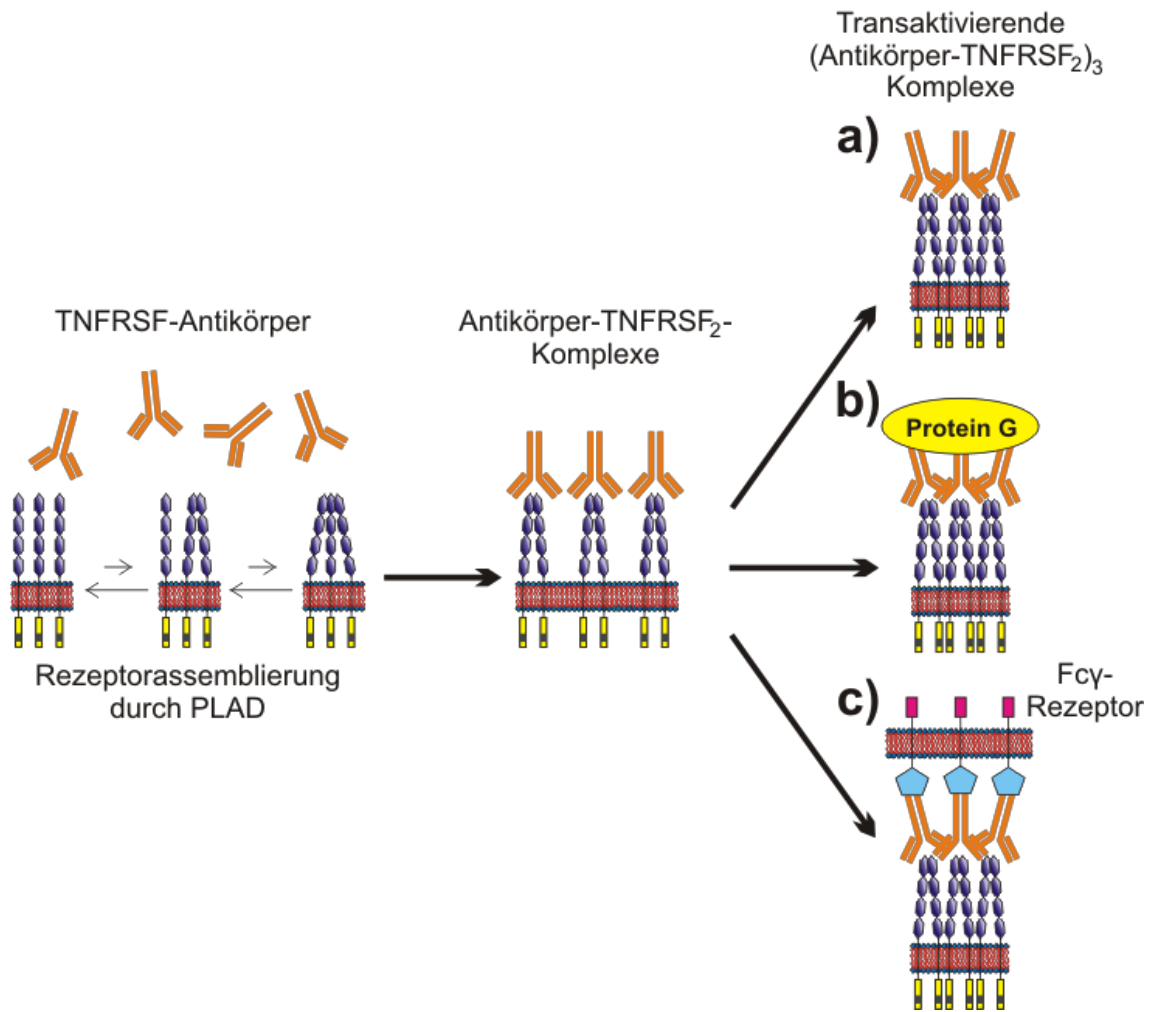 Transaktivierende
(Antikörper-TNFRSF₂)₃
Komplexe
a)
TNFRSF-Antikörper
Antikörper-TNFRSF₂-
Komplexe
b)
Protein G
Rezeptorassemblierung
durch PLAD
c)
Fcγ-
Rezeptor